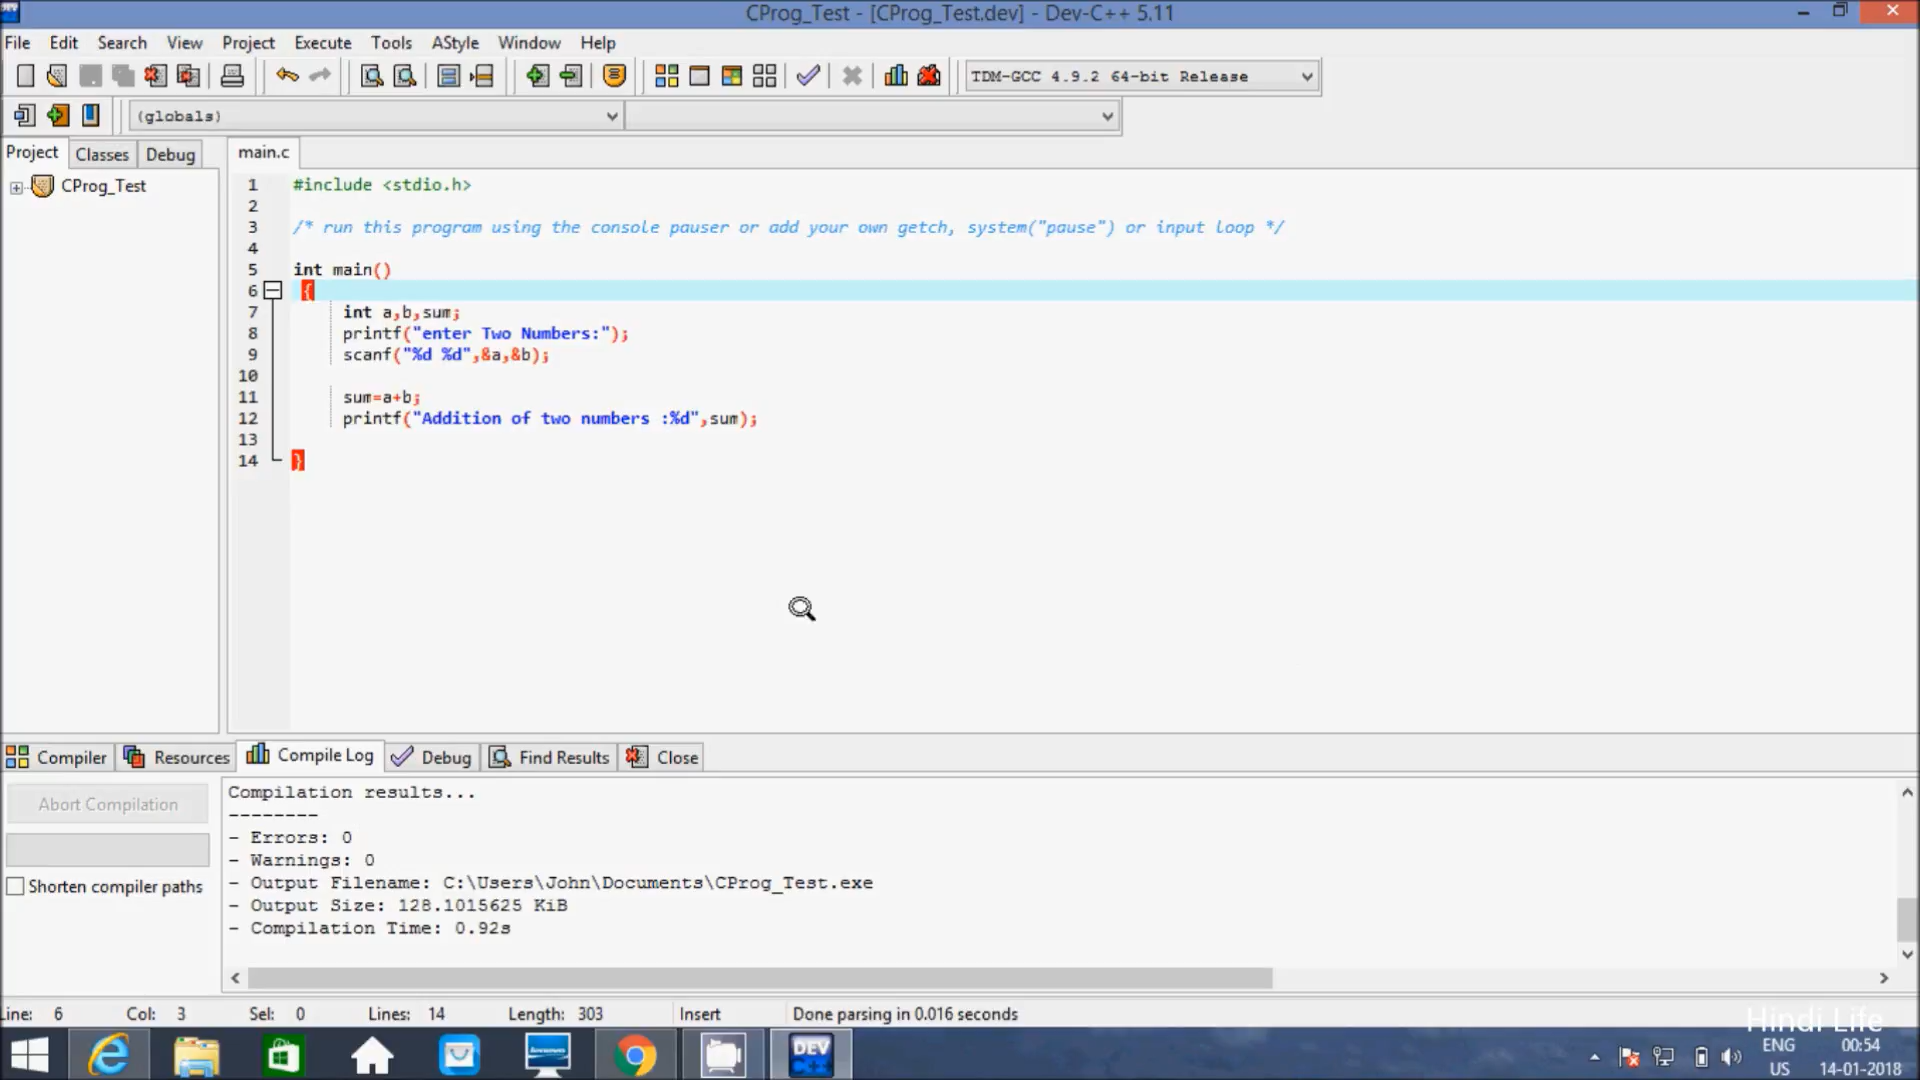 CProg_Test - [CProg_Test.dev] - Dev-C++ 5.11
File Edit Search View Project Execute Tools AStyle Window Help
TDM-GCC 4.9.2 64-bit Release
(globals)
Project Classes Debug main.c
CProg_Test
1 #include <stdio.h>
2
3 /* run this program using the console pauser or add your own getch, system("pause") or input loop */
4
5 int main()
6 {
7 int a,b,sum;
8 printf("enter Two Numbers:");
9 scanf("%d %d",&a,&b);
10
11 sum=a+b;
12 printf("Addition of two numbers :%d",sum);
13
14 }
Compiler Resources Compile Log Debug Find Results Close
Abort Compilation
Shorten compiler paths
Compilation results...
--------
- Errors: 0
- Warnings: 0
- Output Filename: C:\Users\John\Documents\CProg_Test.exe
- Output Size: 128.1015625 KiB
- Compilation Time: 0.92s
Line: 6 Col: 3 Sel: 0 Lines: 14 Length: 303 Insert Done parsing in 0.016 seconds
Hindi Life
DEV C++
ENG 00:54
US 14-01-2018